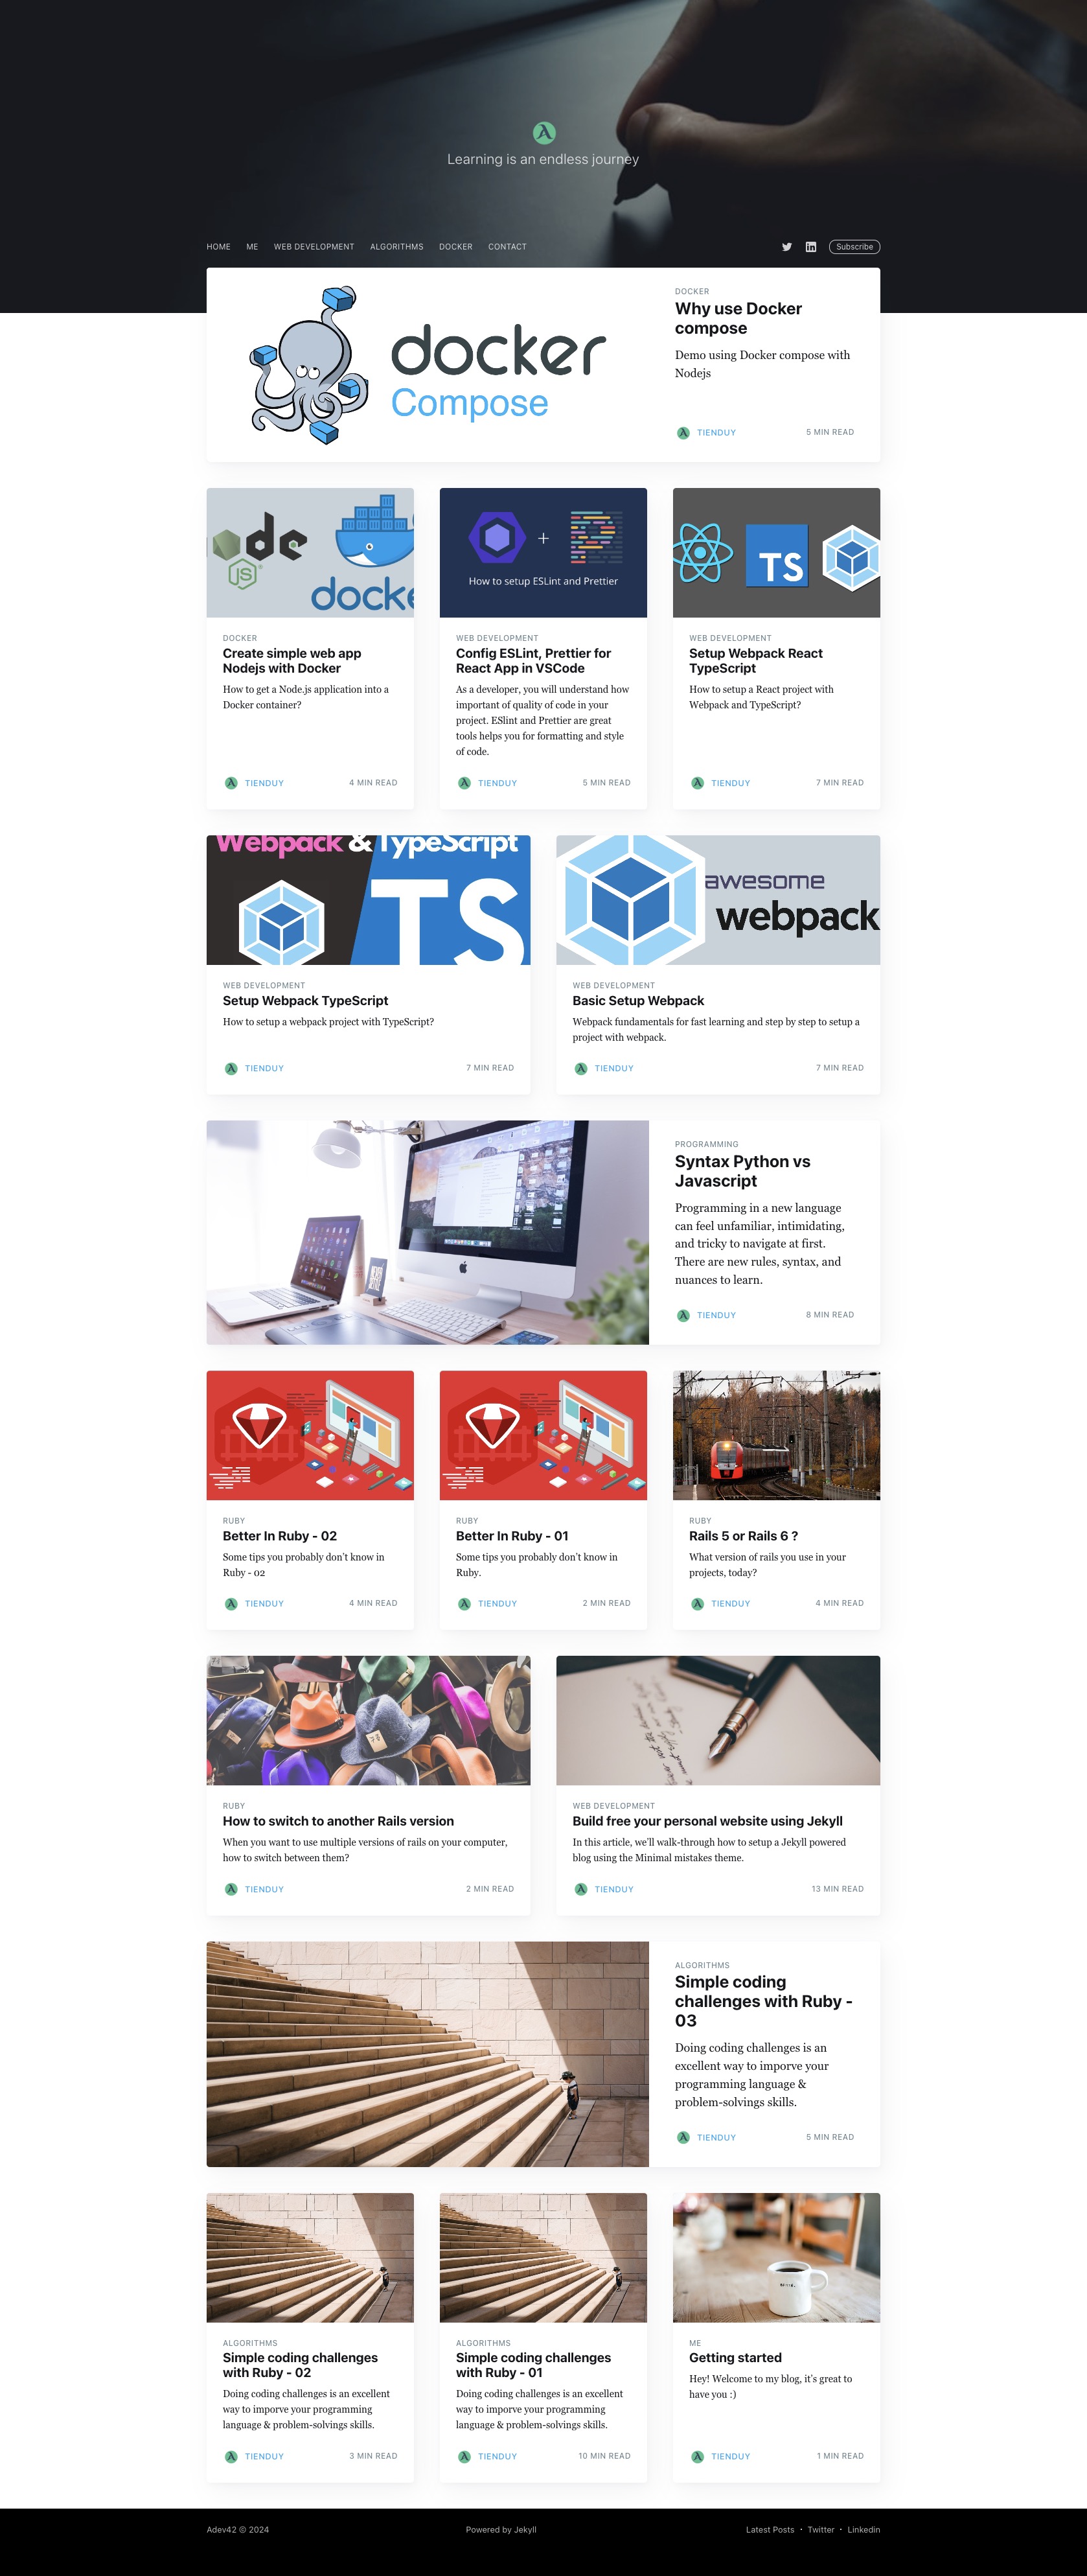 Learning is an endless journey
HOME ME WEB DEVELOPMENT ALGORITHMS DOCKER CONTACT
Subscribe
docker
Compose
DOCKER
Why use Docker
compose
Demo using Docker compose with
Nodejs
TIENDUY 5 MIN READ
node
JS
docke
DOCKER
Create simple web app
Nodejs with Docker
How to get a Node.js application into a
Docker container?
TIENDUY 4 MIN READ
+
How to setup ESLint and Prettier
WEB DEVELOPMENT
Config ESLint, Prettier for
React App in VSCode
As a developer, you will understand how
important of quality of code in your
project. ESlint and Prettier are great
tools helps you for formatting and style
of code.
TIENDUY 5 MIN READ
TS
WEB DEVELOPMENT
Setup Webpack React
TypeScript
How to setup a React project with
Webpack and TypeScript?
TIENDUY 7 MIN READ
Webpack & TypeScript
TS
WEB DEVELOPMENT
Setup Webpack TypeScript
How to setup a webpack project with TypeScript?
TIENDUY 7 MIN READ
awesome
webpack
WEB DEVELOPMENT
Basic Setup Webpack
Webpack fundamentals for fast learning and step by step to setup a
project with webpack.
TIENDUY 7 MIN READ
PROGRAMMING
Syntax Python vs
Javascript
Programming in a new language
can feel unfamiliar, intimidating,
and tricky to navigate at first.
There are new rules, syntax, and
nuances to learn.
TIENDUY 8 MIN READ
RUBY
Better In Ruby - 02
Some tips you probably don't know in
Ruby - 02
TIENDUY 4 MIN READ
RUBY
Better In Ruby - 01
Some tips you probably don't know in
Ruby.
TIENDUY 2 MIN READ
RUBY
Rails 5 or Rails 6 ?
What version of rails you use in your
projects, today?
TIENDUY 4 MIN READ
RUBY
How to switch to another Rails version
When you want to use multiple versions of rails on your computer,
how to switch between them?
TIENDUY 2 MIN READ
WEB DEVELOPMENT
Build free your personal website using Jekyll
In this article, we'll walk-through how to setup a Jekyll powered
blog using the Minimal mistakes theme.
TIENDUY 13 MIN READ
ALGORITHMS
Simple coding
challenges with Ruby -
03
Doing coding challenges is an
excellent way to imporve your
programming language &
problem-solvings skills.
TIENDUY 5 MIN READ
ALGORITHMS
Simple coding challenges
with Ruby - 02
Doing coding challenges is an excellent
way to imporve your programming
language & problem-solvings skills.
TIENDUY 3 MIN READ
ALGORITHMS
Simple coding challenges
with Ruby - 01
Doing coding challenges is an excellent
way to imporve your programming
language & problem-solvings skills.
TIENDUY 10 MIN READ
ME
Getting started
Hey! Welcome to my blog, it's great to
have you :)
TIENDUY 1 MIN READ
Adev42 © 2024 Powered by Jekyll Latest Posts • Twitter • Linkedin